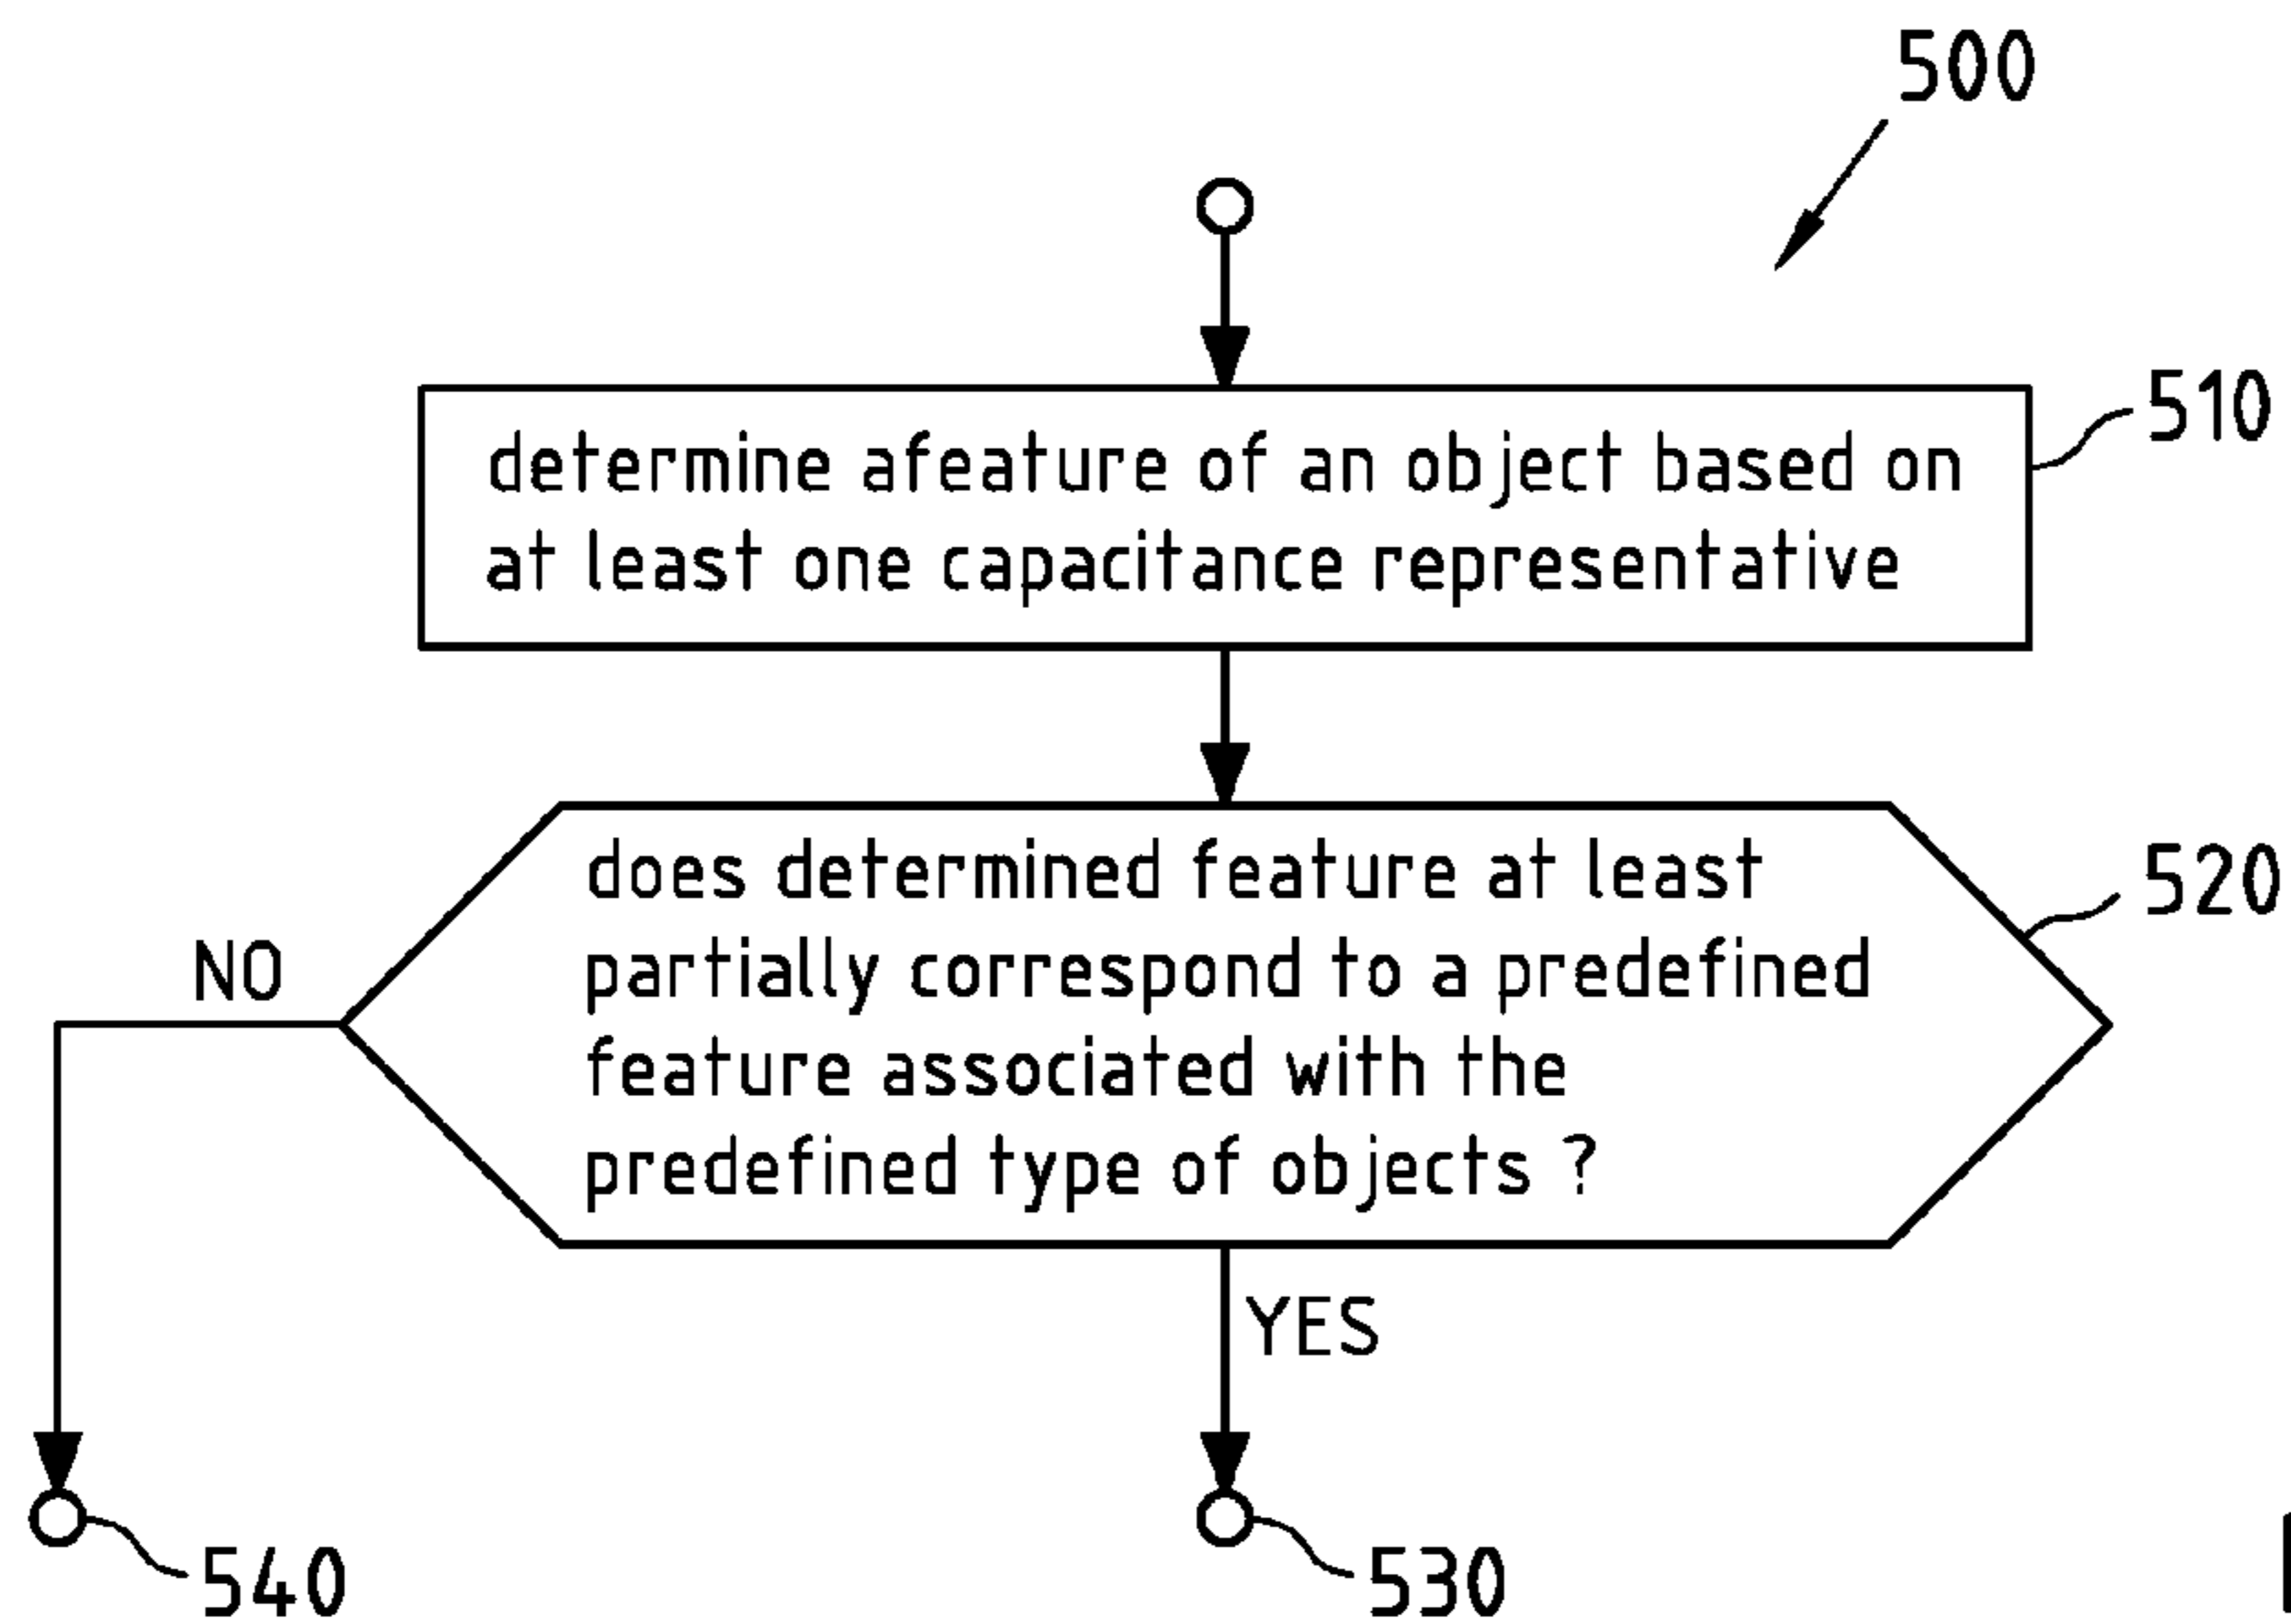 500
510
determine afeature of an object based on
at least one capacitance representative
520
does determined feature at least
partially correspond to a predefined
feature associated with the
predefined type of objects ?
NO
YES
540
530